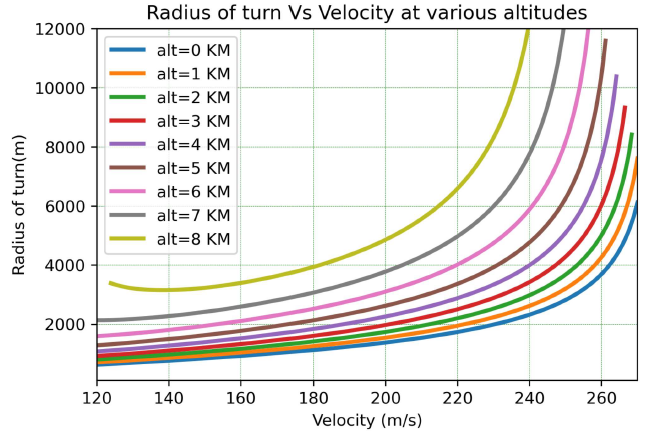 Radius of turn Vs Velocity at various altitudes
12000
10000
8000
6000
4000
2000
Radius of turn(m)
alt=0 KM
alt=1 KM
alt=2 KM
alt=3 KM
alt=4 KM
alt=5 KM
alt=6 KM
alt=7 KM
alt=8 KM
120 140 160 180 200 220 240 260
Velocity (m/s)